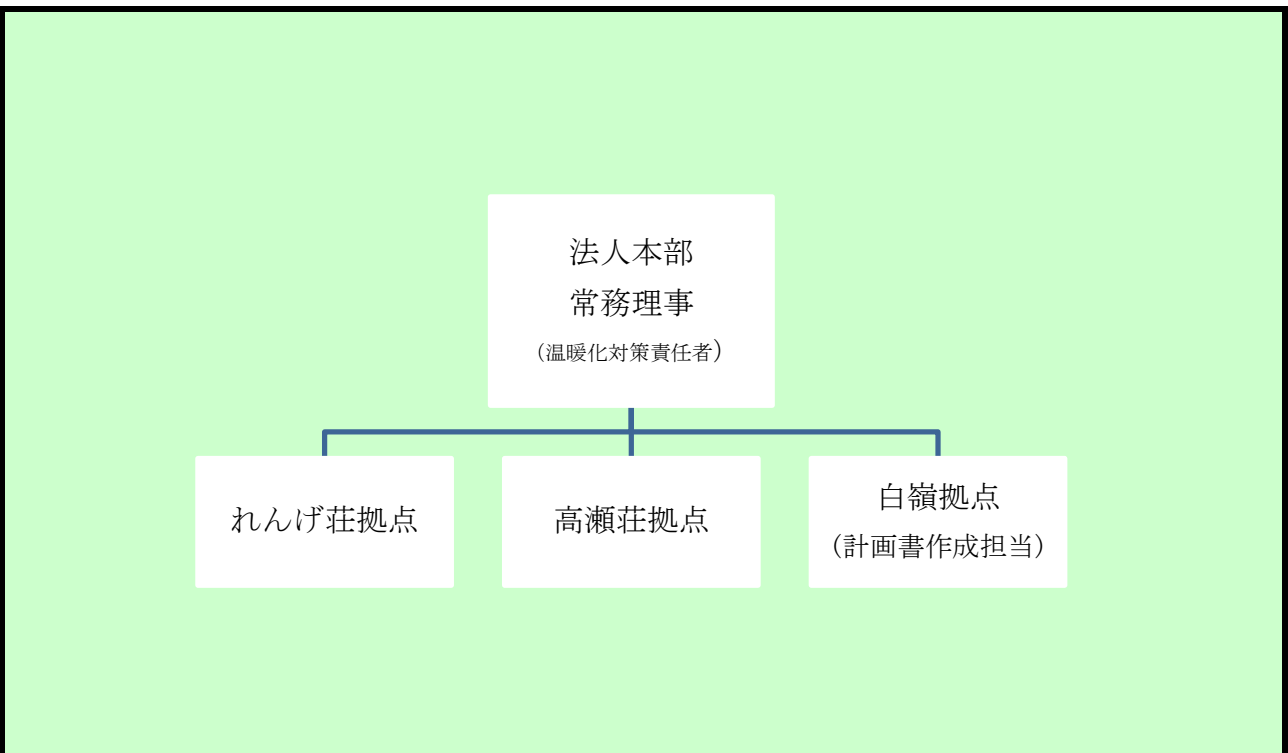 法人本部
常務理事
（温暖化対策責任者）
れんげ荘拠点
高瀬荘拠点
白嶺拠点
（計画書作成担当）